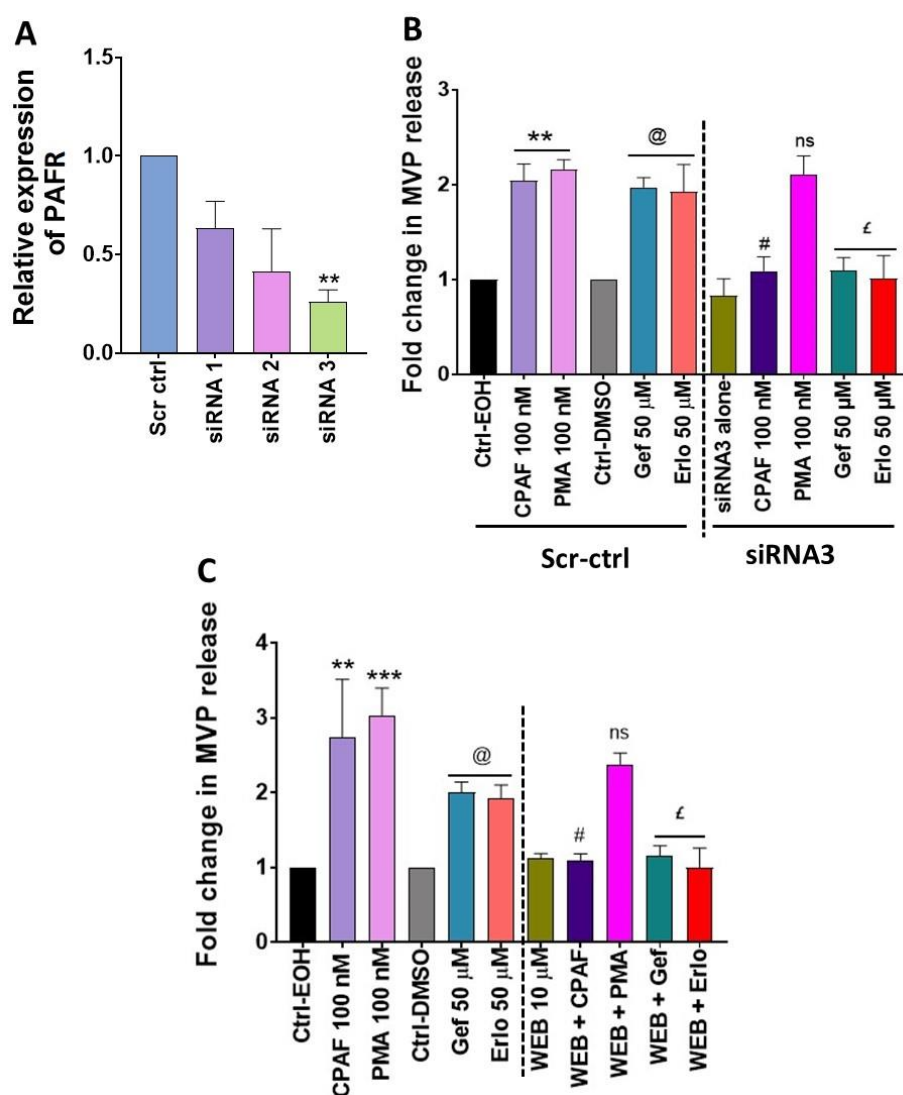 A
Relative expression
of PAFR
1.5
1.0
0.5
0.0
**
Scr ctrl
siRNA 1
siRNA 2
siRNA 3
B
Fold change in MVP release
3
2
1
0
**
@
ns
#
£
Ctrl-EOH
CPAF 100 nM
PMA 100 nM
Ctrl-DMSO
Gef 50 µM
Erlo 50 µM
siRNA3 alone
CPAF 100 nM
PMA 100 nM
Gef 50 µM
Erlo 50 µM
Scr-ctrl
siRNA3
C
Fold change in MVP release
4
3
2
1
0
**
***
@
ns
#
£
Ctrl-EOH
CPAF 100 nM
PMA 100 nM
Ctrl-DMSO
Gef 50 µM
Erlo 50 µM
WEB 10 µM
WEB + CPAF
WEB + PMA
WEB + Gef
WEB + Erlo